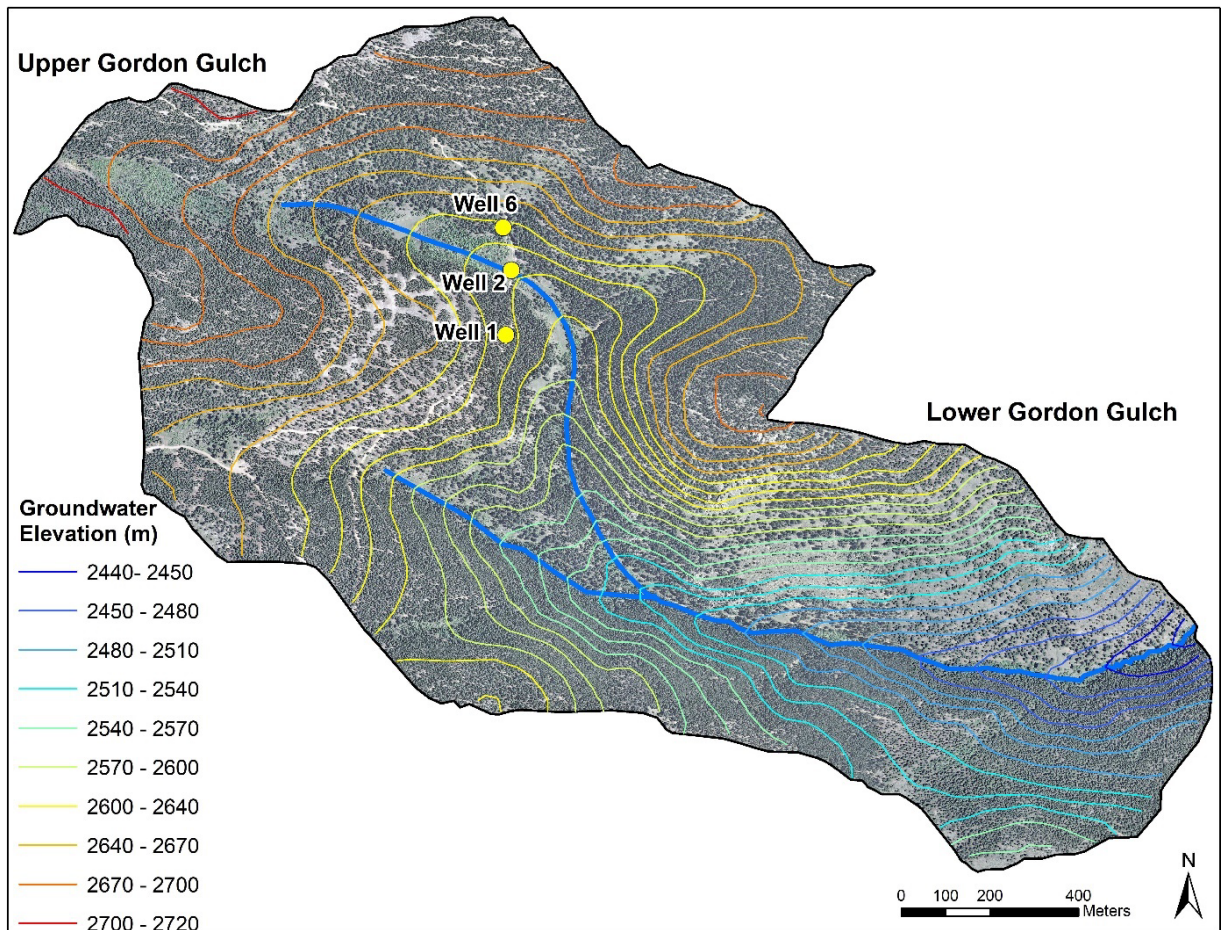 Upper Gordon Gulch
Well 6
Well 2
Well 1
Lower Gordon Gulch
Groundwater
Elevation (m)
2440- 2450
2450 - 2480
2480 - 2510
2510 - 2540
2540 - 2570
2570 - 2600
2600 - 2640
2640 - 2670
2670 - 2700
2700 - 2720
N
0 100 200 400
Meters